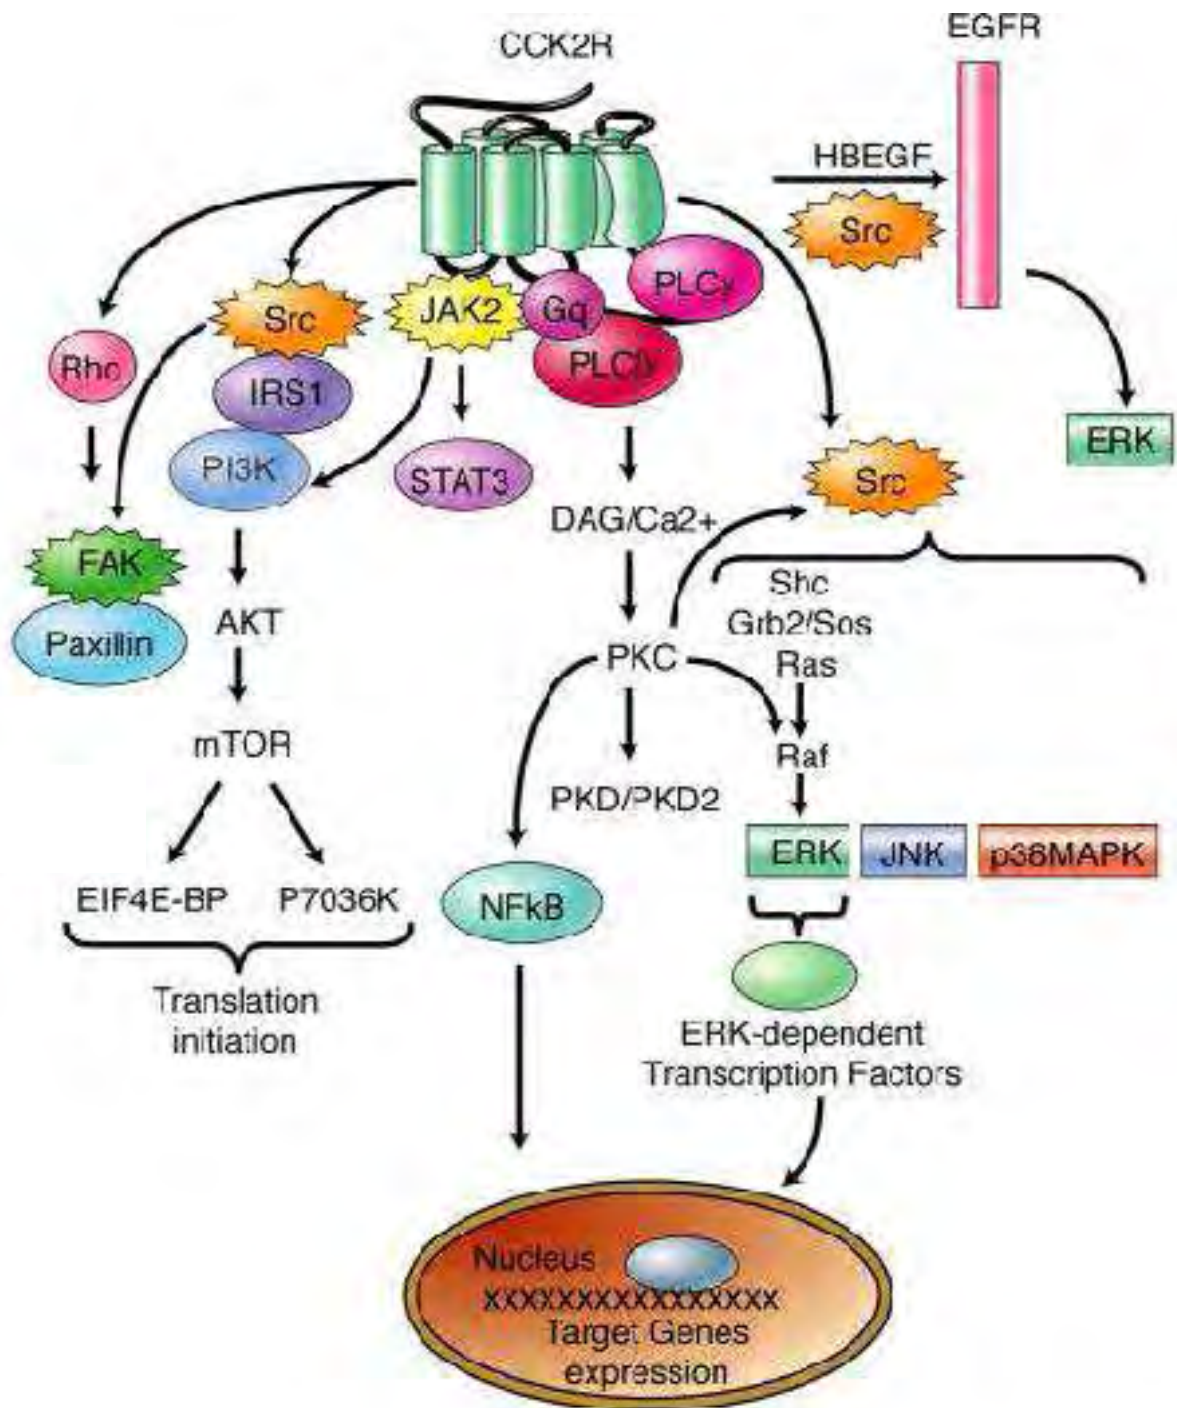 CCK2R
EGFR
HBEGF
Src
PLCγ
Src
JAK2
Gq
Rho
PLCβ
IRS1
ERK
PI3K
STAT3
Src
DAG/Ca2+
FAK
Shc
Grb2/Sos
AKT
Paxillin
PKC
Ras
mTOR
Raf
PKD/PKD2
ERK
JNK
p38MAPK
EIF4E-BP
P7036K
NFkB
Translation
initiation
ERK-dependent
Transcription Factors
Nucleus
XXXXXXXXXXXXXXXX
Target Genes
expression